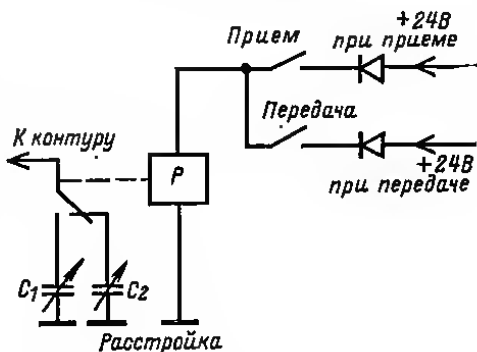 +24В
при приеме
Прием
Передача
К контуру
Р
+24В
при передаче
С1
С2
Расстройка